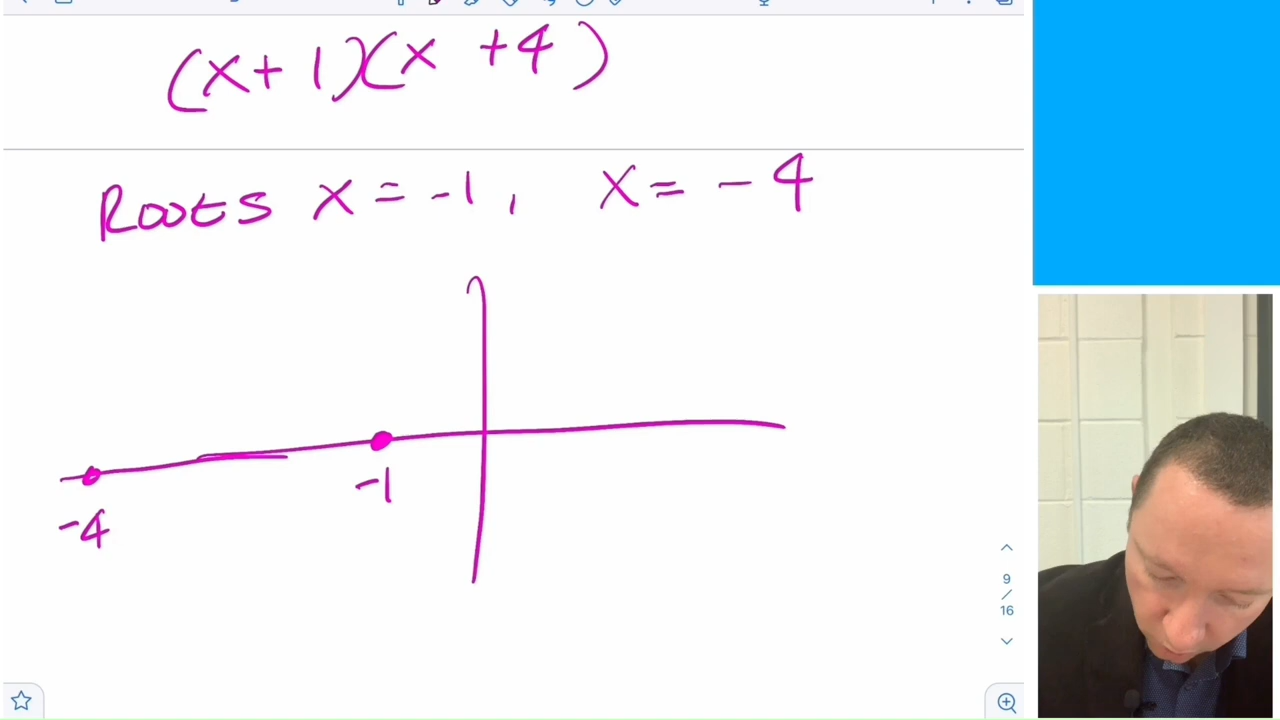 (x+1)(x +4)
Roots x = -1, x = -4
-1
-4
9
/
16